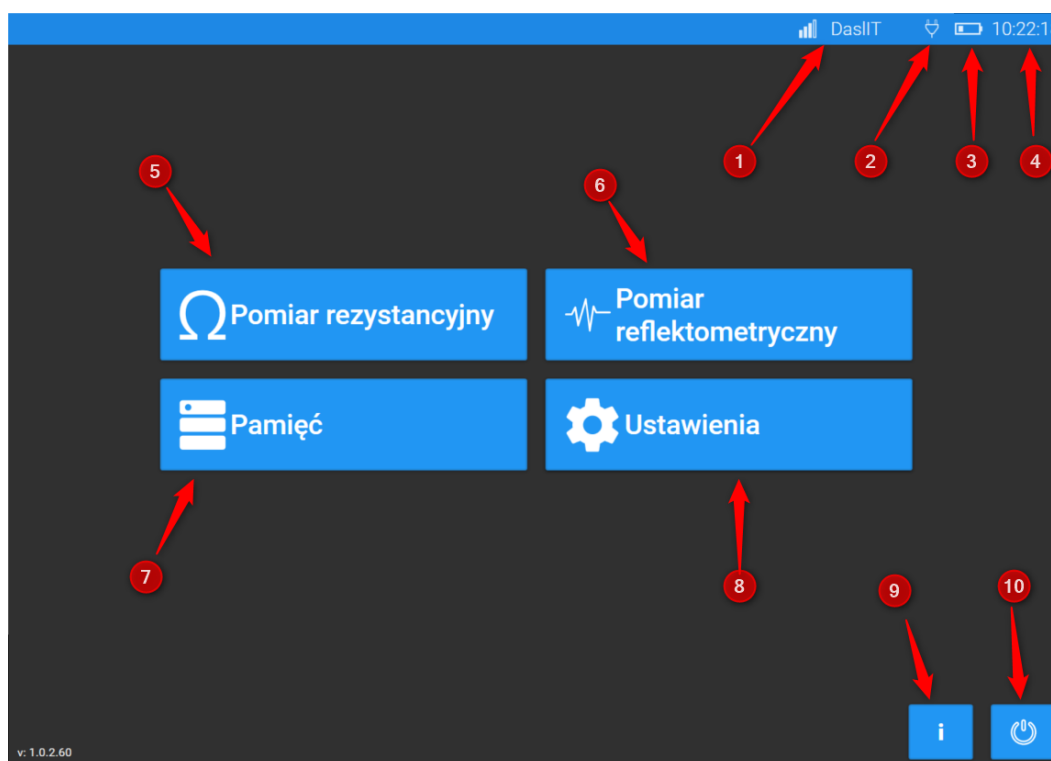 DasIIT 10:22:1
1 2 3 4
5 6
Pomiar rezystancyjny
Pomiar
reflektometryczny
Pamięć
Ustawienia
7 8
9 10
i
v: 1.0.2.60